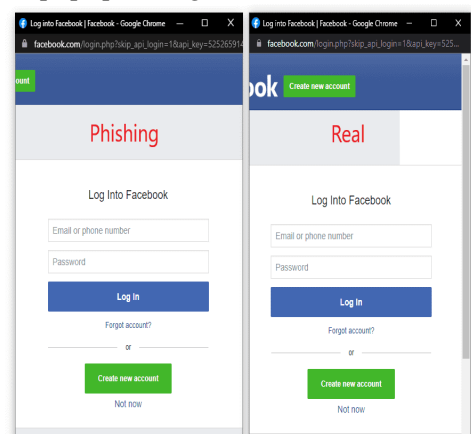 Log into Facebook | Facebook - Google Chrome
facebook.com/login.php?skip_api_login=1&api_key=52526591
ount
Phishing
Log Into Facebook
Email or phone number
Password
Log In
Forgot account?
or
Create new account
Not now
Log into Facebook | Facebook - Google Chrome
facebook.com/login.php?skip_api_login=1&api_key=525...
ook
Create new account
Real
Log Into Facebook
Email or phone number
Password
Log In
Forgot account?
or
Create new account
Not now